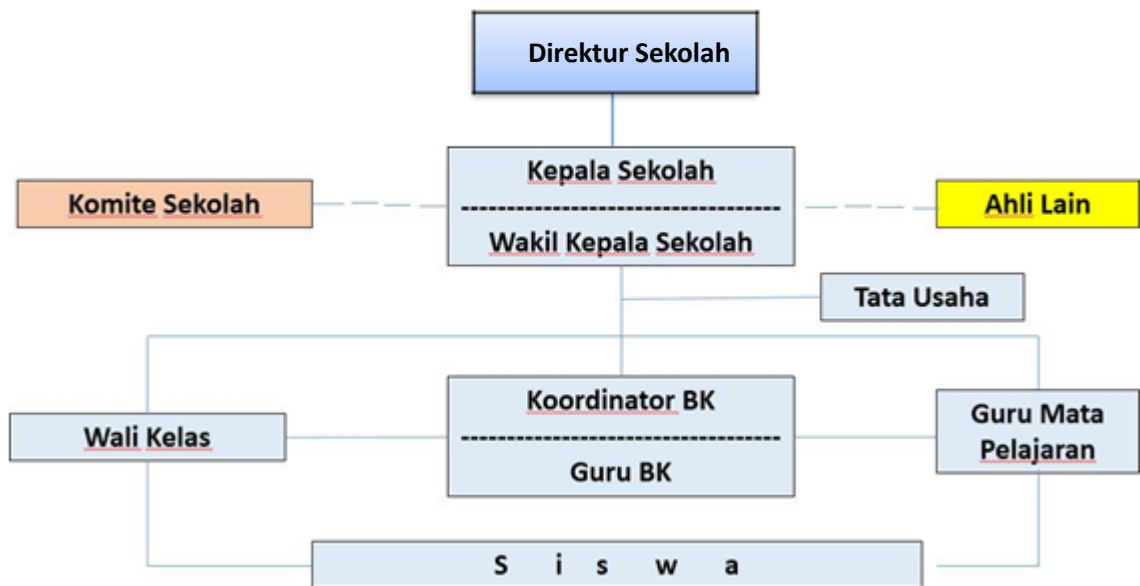 Direktur Sekolah
Kepala Sekolah
Komite Sekolah
Ahli Lain
Wakil Kepala Sekolah
Tata Usaha
Koordinator BK
Wali Kelas
Guru Mata
Pelajaran
Guru BK
S i s w a